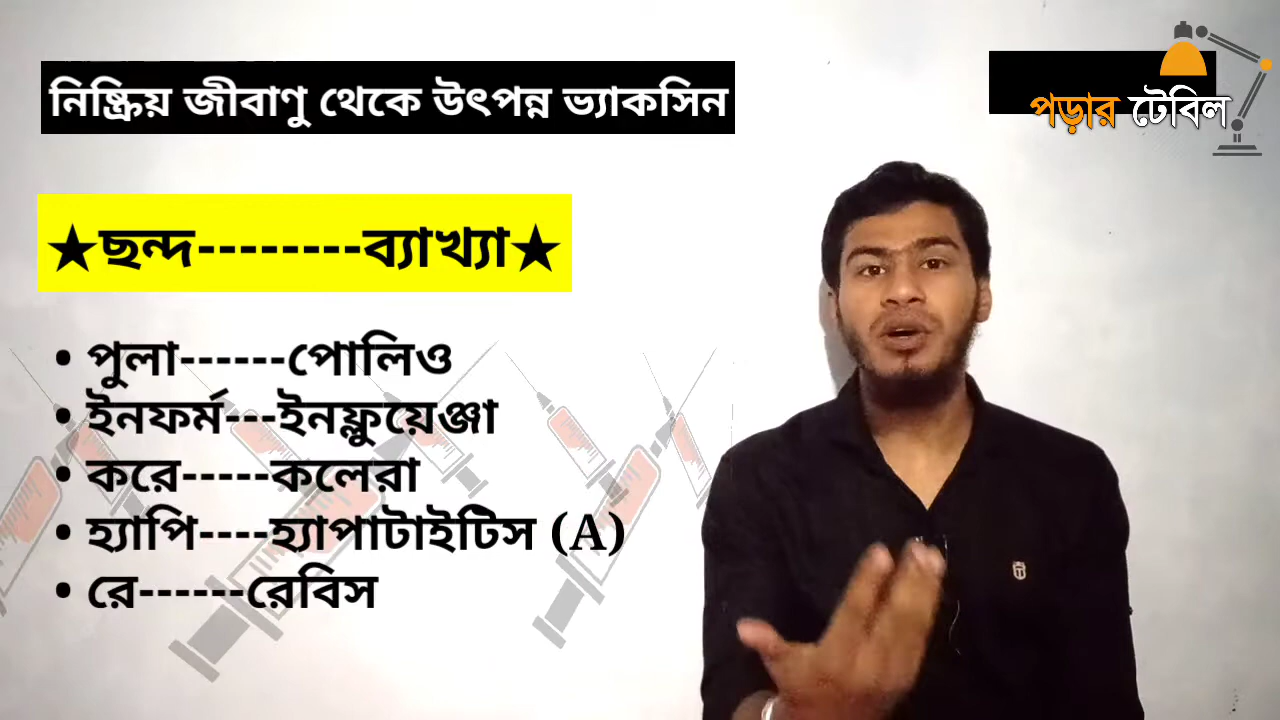 নিষ্ক্রিয় জীবাণু থেকে উৎপন্ন ভ্যাকসিন
পড়ার টেবিল
★ছন্দ--------ব্যাখ্যা★
• পুলা------পোলিও
• ইনফর্ম---ইনফ্লুয়েঞ্জা
• করে-----কলেরা
• হ্যাপি----হ্যাপাটাইটিস (A)
• রে------রেবিস